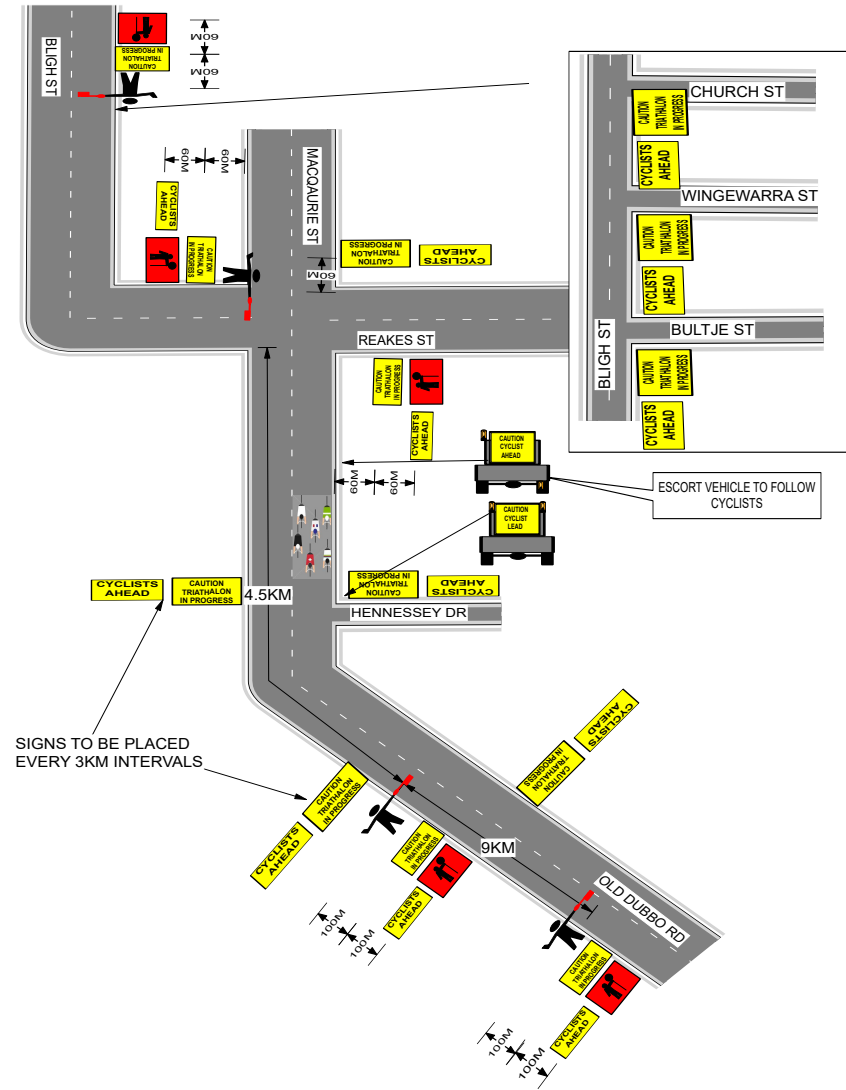 BLIGH ST
CAUTION
TRIATHALON
IN PROGRESS
60M
60M
60M
60M
CYCLISTS
AHEAD
CAUTION
TRIATHALON
IN PROGRESS
MACQAURIE ST
60M
CAUTION
TRIATHALON
IN PROGRESS
CYCLISTS
AHEAD
REAKES ST
CAUTION
TRIATHALON
IN PROGRESS
CYCLISTS
AHEAD
60M
60M
CHURCH ST
CAUTION
TRIATHALON
IN PROGRESS
CYCLISTS
AHEAD
WINGEWARRA ST
CAUTION
TRIATHALON
IN PROGRESS
CYCLISTS
AHEAD
BULTJE ST
BLIGH ST
CAUTION
TRIATHALON
IN PROGRESS
CYCLISTS
AHEAD
CAUTION
CYCLIST
AHEAD
ESCORT VEHICLE TO FOLLOW
CYCLISTS
CAUTION
CYCLIST
LEAD
CYCLISTS
AHEAD
CAUTION
TRIATHALON
IN PROGRESS
4.5KM
CAUTION
TRIATHALON
IN PROGRESS
CYCLISTS
AHEAD
HENNESSEY DR
SIGNS TO BE PLACED
EVERY 3KM INTERVALS
CYCLISTS
AHEAD
CAUTION
TRIATHALON
IN PROGRESS
CAUTION
TRIATHALON
IN PROGRESS
CYCLISTS
AHEAD
9KM
CAUTION
TRIATHALON
IN PROGRESS
CYCLISTS
AHEAD
100M
100M
OLD DUBBO RD
CAUTION
TRIATHALON
IN PROGRESS
CYCLISTS
AHEAD
100M
100M